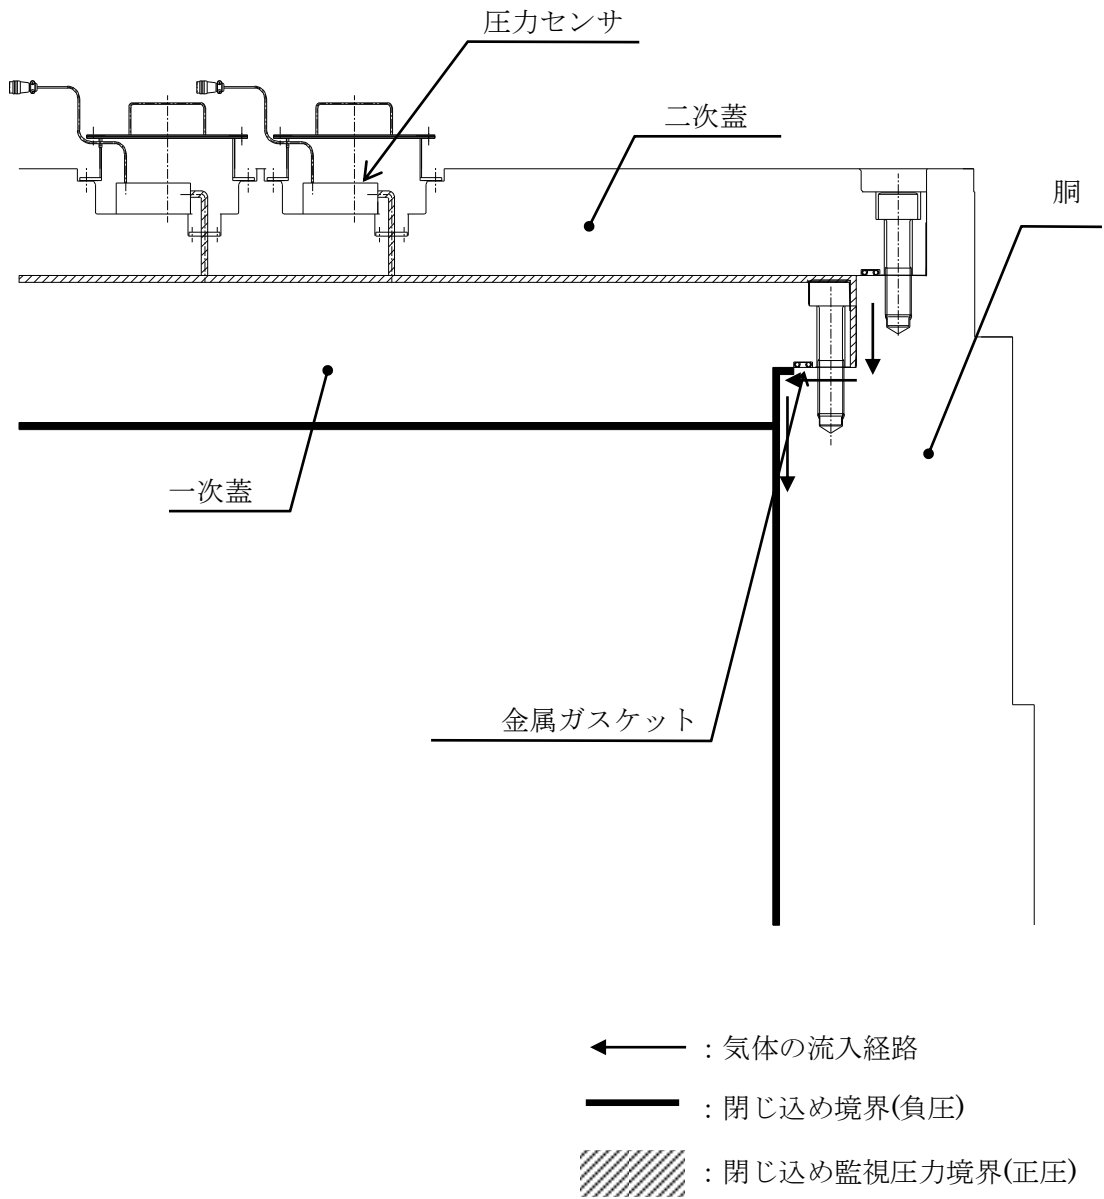 圧力センサ
二次蓋
胴
一次蓋
金属ガスケット
：気体の流入経路
：閉じ込め境界(負圧)
：閉じ込め監視圧力境界(正圧)